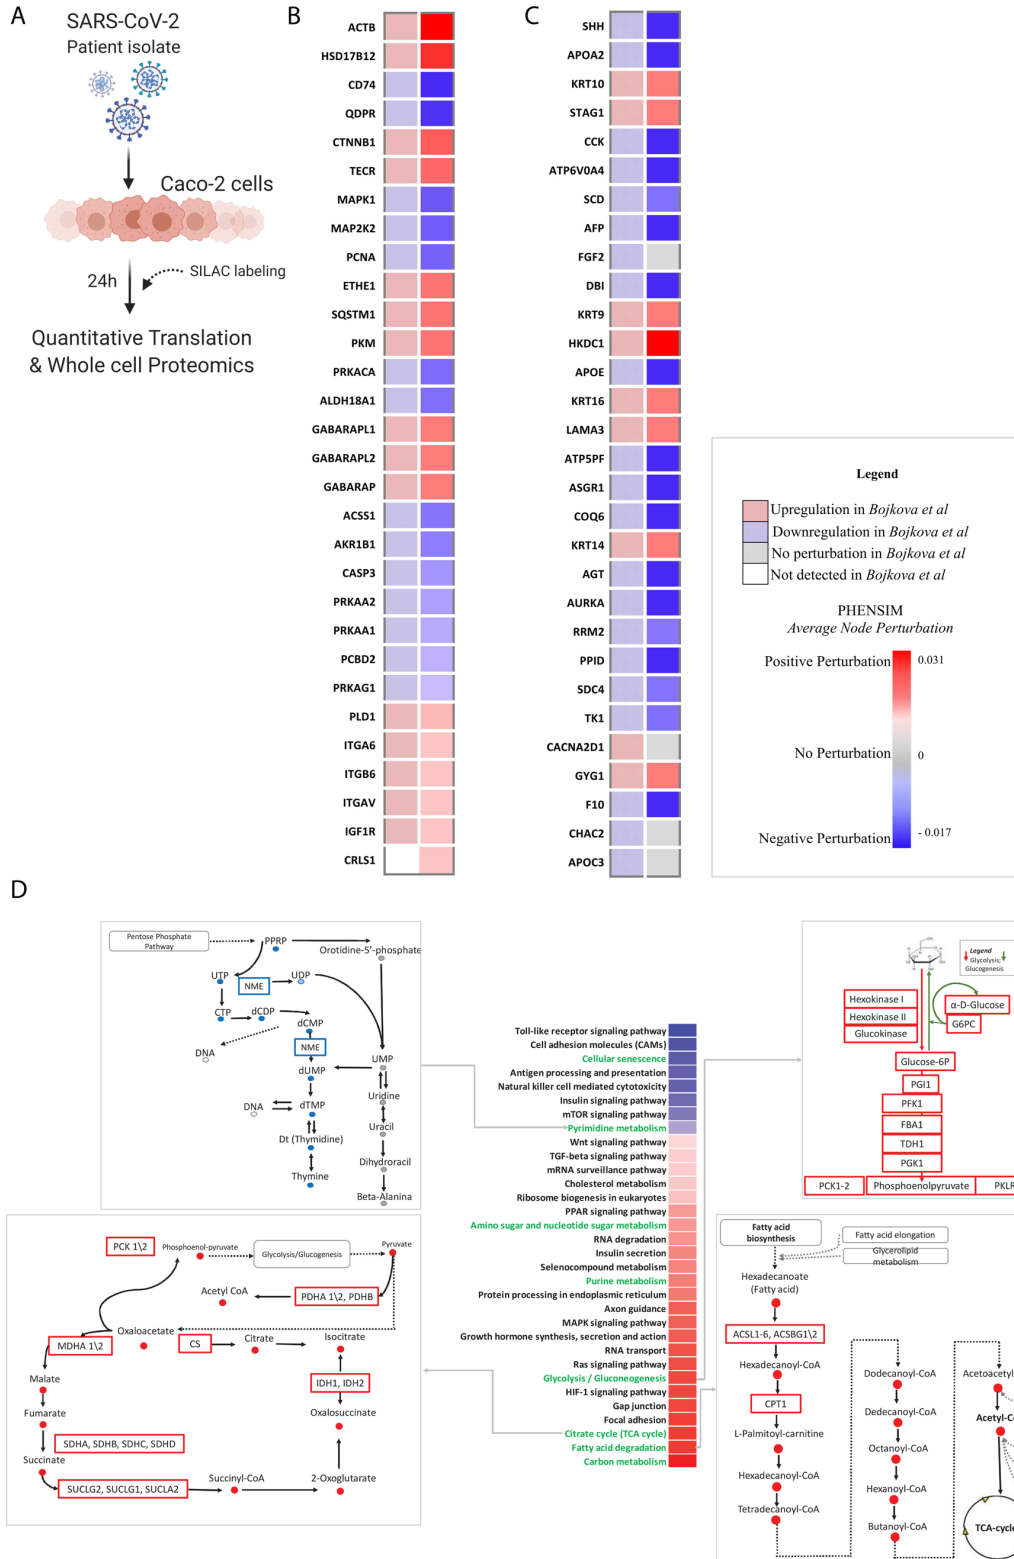 A
SARS-CoV-2
Patient isolate
Caco-2 cells
24h
SILAC labeling
Quantitative Translation
& Whole cell Proteomics
B
ACTB
HSD17B12
CD74
QDPR
CTNNB1
TECR
MAPK1
MAP2K2
PCNA
ETHE1
SQSTM1
PKM
PRKACA
ALDH18A1
GABARAPL1
GABARAPL2
GABARAP
ACSS1
AKR1B1
CASP3
PRKAA2
PRKAA1
PCBD2
PRKAG1
PLD1
ITGA6
ITGB6
ITGAV
IGF1R
CRLS1
C
SHH
APOA2
KRT10
STAG1
CCK
ATP6V0A4
SCD
AFP
FGF2
DBI
KRT9
HKDC1
APOE
KRT16
LAMA3
ATP5PF
ASGR1
COQ6
KRT14
AGT
AURKA
RRM2
PPID
SDC4
TK1
CACNA2D1
GYG1
F10
CHAC2
APOC3
Legend
Upregulation in Bojkova et al
Downregulation in Bojkova et al
No perturbation in Bojkova et al
Not detected in Bojkova et al
PHENSIM
Average Node Perturbation
Positive Perturbation
0.031
No Perturbation
0
Negative Perturbation
- 0.017
D
Pentose Phosphate
Pathway
PPRP
Orotidine-5'-phosphate
UTP
NME
UDP
CTP
dCDP
dCMP
DNA
NME
UMP
dUMP
Uridine
DNA
dTMP
Uracil
Dt (Thymidine)
Dihydroracil
Thymine
Beta-Alanina
Toll-like receptor signaling pathway
Cell adhesion molecules (CAMs)
Cellular senescence
Antigen processing and presentation
Natural killer cell mediated cytotoxicity
Insulin signaling pathway
mTOR signaling pathway
Pyrimidine metabolism
Wnt signaling pathway
TGF-beta signaling pathway
mRNA surveillance pathway
Cholesterol metabolism
Ribosome biogenesis in eukaryotes
PPAR signaling pathway
Amino sugar and nucleotide sugar metabolism
RNA degradation
Insulin secretion
Selenocompound metabolism
Purine metabolism
Protein processing in endoplasmic reticulum
Axon guidance
MAPK signaling pathway
Growth hormone synthesis, secretion and action
RNA transport
Ras signaling pathway
Glycolysis / Gluconeogenesis
HIF-1 signaling pathway
Gap junction
Focal adhesion
Citrate cycle (TCA cycle)
Fatty acid degradation
Carbon metabolism
Legend
Glycolysis;
Glucogenesis
Hexokinase I
Hexokinase II
Glucokinase
α-D-Glucose
G6PC
Glucose-6P
PGI1
PFK1
FBA1
TDH1
PGK1
PCK1-2
Phosphoenolpyruvate
PKLR
PCK 1\2
Phosphoenol-pyruvate
Glycolysis/Glucogenesis
Pyruvate
Acetyl CoA
PDHA 1\2, PDHB
Oxaloacetate
MDHA 1\2
CS
Citrate
Isocitrate
Malate
IDH1, IDH2
Fumarate
Oxalosuccinate
SDHA, SDHB, SDHC, SDHD
Succinate
SUCLG2, SUCLG1, SUCLA2
Succinyl-CoA
2-Oxoglutarate
Fatty acid
biosynthesis
Fatty acid elongation
Glycerolipid
metabolism
Hexadecanoate
(Fatty acid)
ACSL1-6, ACSBG1\2
Hexadecanoyl-CoA
CPT1
L-Palmitoyl-carnitine
Hexadecanoyl-CoA
Tetradecanoyl-CoA
Dodecanoyl-CoA
Dedecanoyl-CoA
Octanoyl-CoA
Hexanoyl-CoA
Butanoyl-CoA
Acetoacetyl
Acetyl-C
TCA-cycle